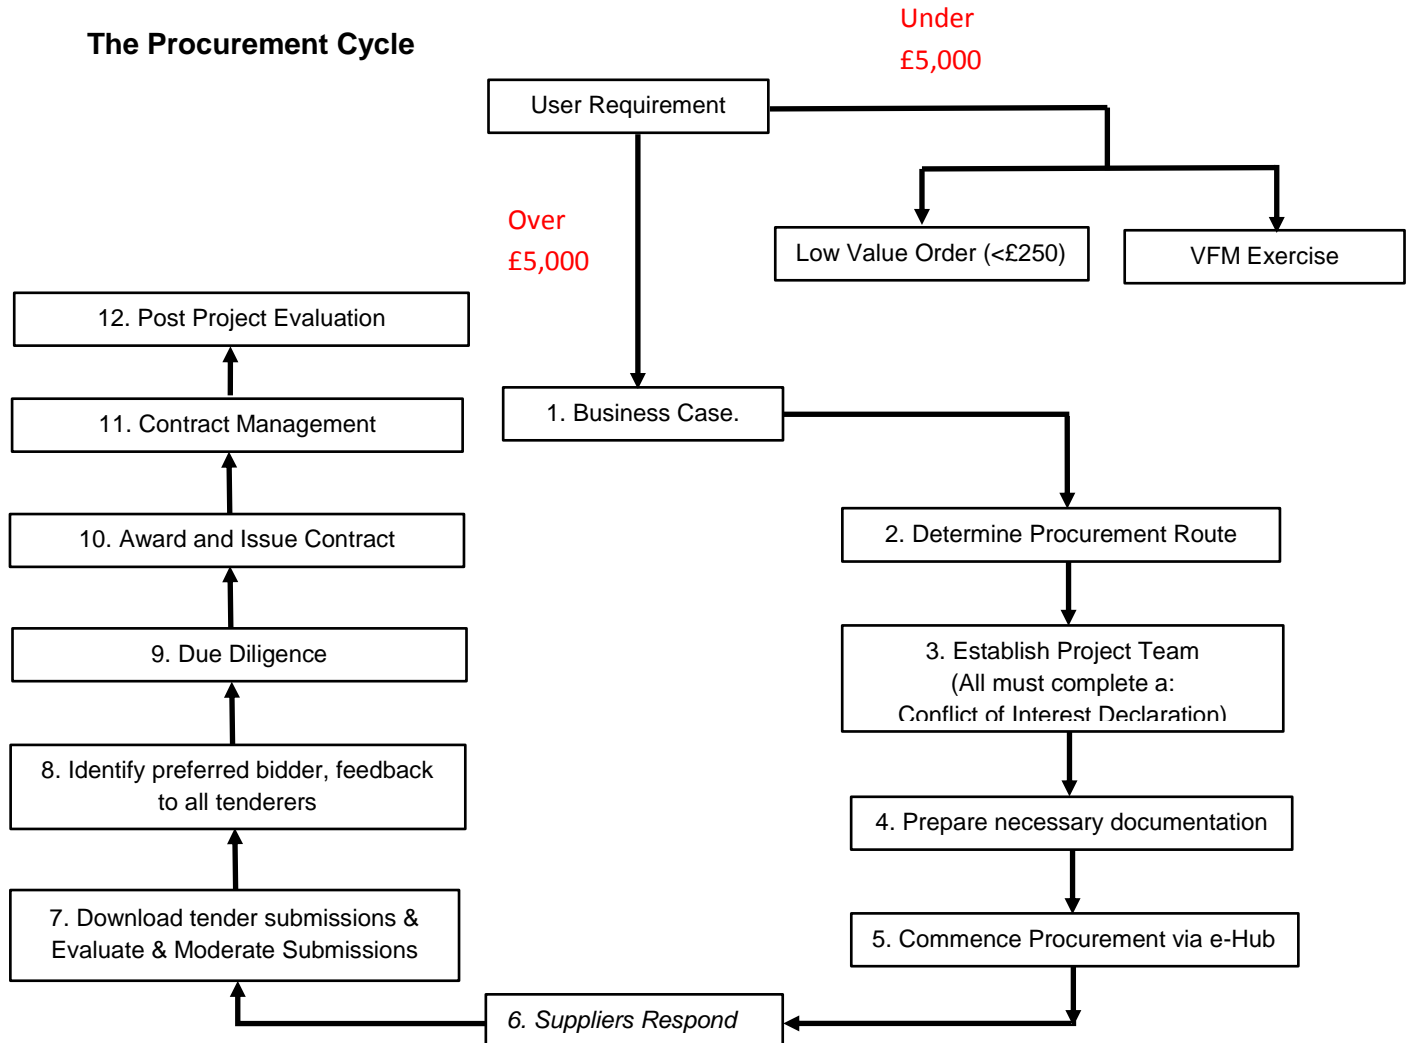 The Procurement Cycle
Under
£5,000
User Requirement
Over
£5,000
Low Value Order (<£250)
VFM Exercise
1. Business Case.
2. Determine Procurement Route
3. Establish Project Team
(All must complete a:
Conflict of Interest Declaration)
4. Prepare necessary documentation
5. Commence Procurement via e-Hub
6. Suppliers Respond
7. Download tender submissions &
Evaluate & Moderate Submissions
8. Identify preferred bidder, feedback
to all tenderers
9. Due Diligence
10. Award and Issue Contract
11. Contract Management
12. Post Project Evaluation